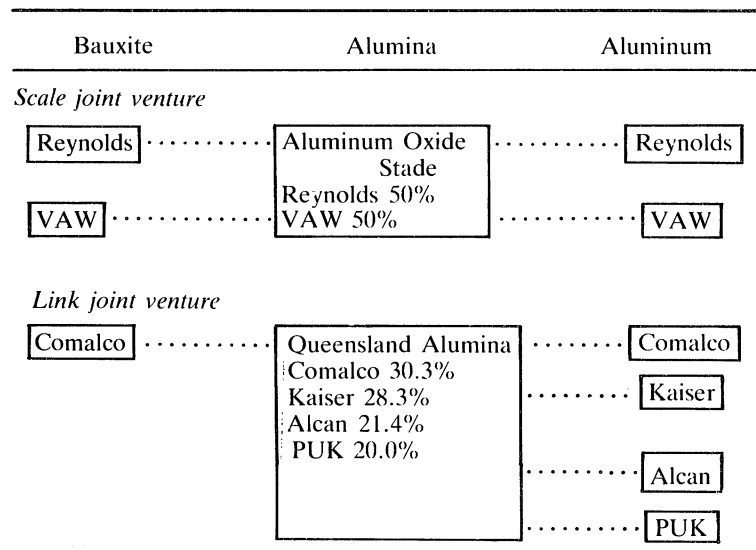 Bauxite Alumina Aluminum
Scale joint venture
Reynolds Aluminum Oxide Reynolds
Stade
Reynolds 50%
VAW VAW 50% VAW
Link joint venture
Comalco Queensland Alumina Comalco
Comalco 30.3%
Kaiser 28.3% Kaiser
Alcan 21.4%
PUK 20.0%
Alcan
PUK